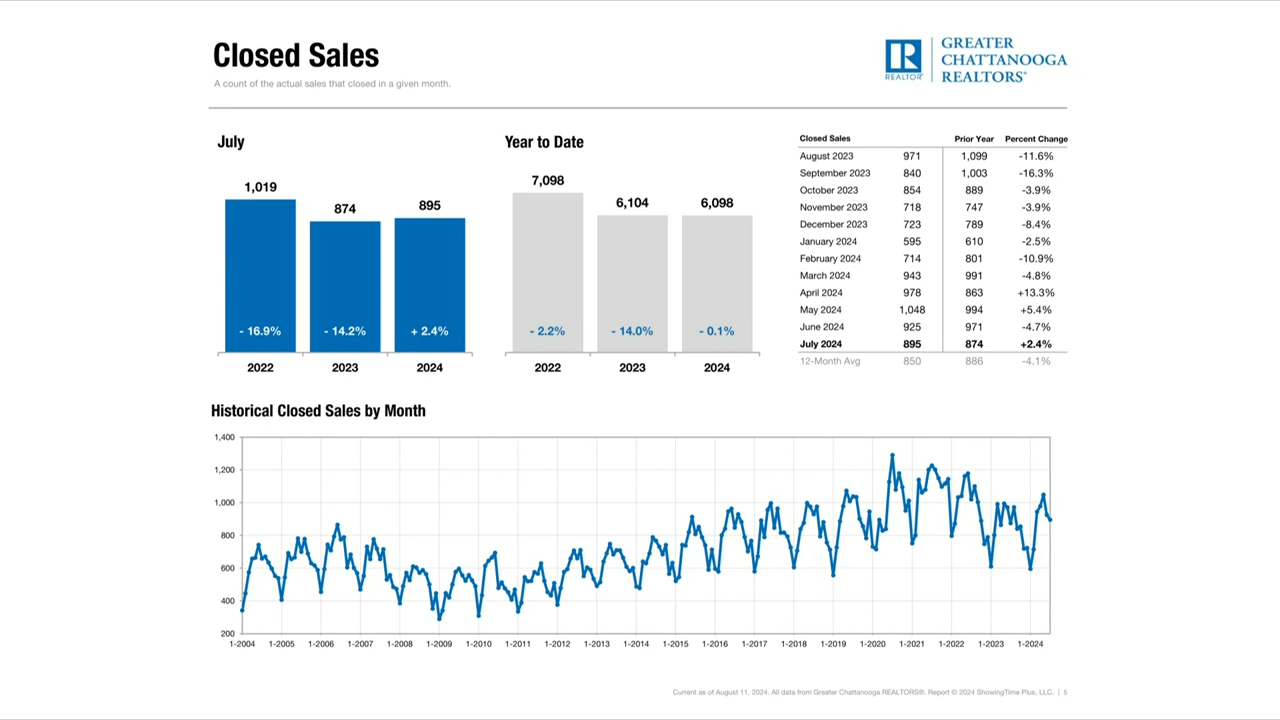 Closed Sales
A count of the actual sales that closed in a given month.
REALTOR®
GREATER
CHATTANOOGA
REALTORS®
July
1,019
874
895
- 16.9%
- 14.2%
+ 2.4%
2022
2023
2024
Year to Date
7,098
6,104
6,098
- 2.2%
- 14.0%
- 0.1%
2022
2023
2024
Closed Sales Prior Year Percent Change
August 2023 971 1,099 -11.6%
September 2023 840 1,003 -16.3%
October 2023 854 889 -3.9%
November 2023 718 747 -3.9%
December 2023 723 789 -8.4%
January 2024 595 610 -2.5%
February 2024 714 801 -10.9%
March 2024 943 991 -4.8%
April 2024 978 863 +13.3%
May 2024 1,048 994 +5.4%
June 2024 925 971 -4.7%
July 2024 895 874 +2.4%
12-Month Avg 850 886 -4.1%
Historical Closed Sales by Month
1,400
1,200
1,000
800
600
400
200
1-2004 1-2005 1-2006 1-2007 1-2008 1-2009 1-2010 1-2011 1-2012 1-2013 1-2014 1-2015 1-2016 1-2017 1-2018 1-2019 1-2020 1-2021 1-2022 1-2023 1-2024
Current as of August 11, 2024. All data from Greater Chattanooga REALTORS®. Report © 2024 ShowingTime Plus, LLC. | 5